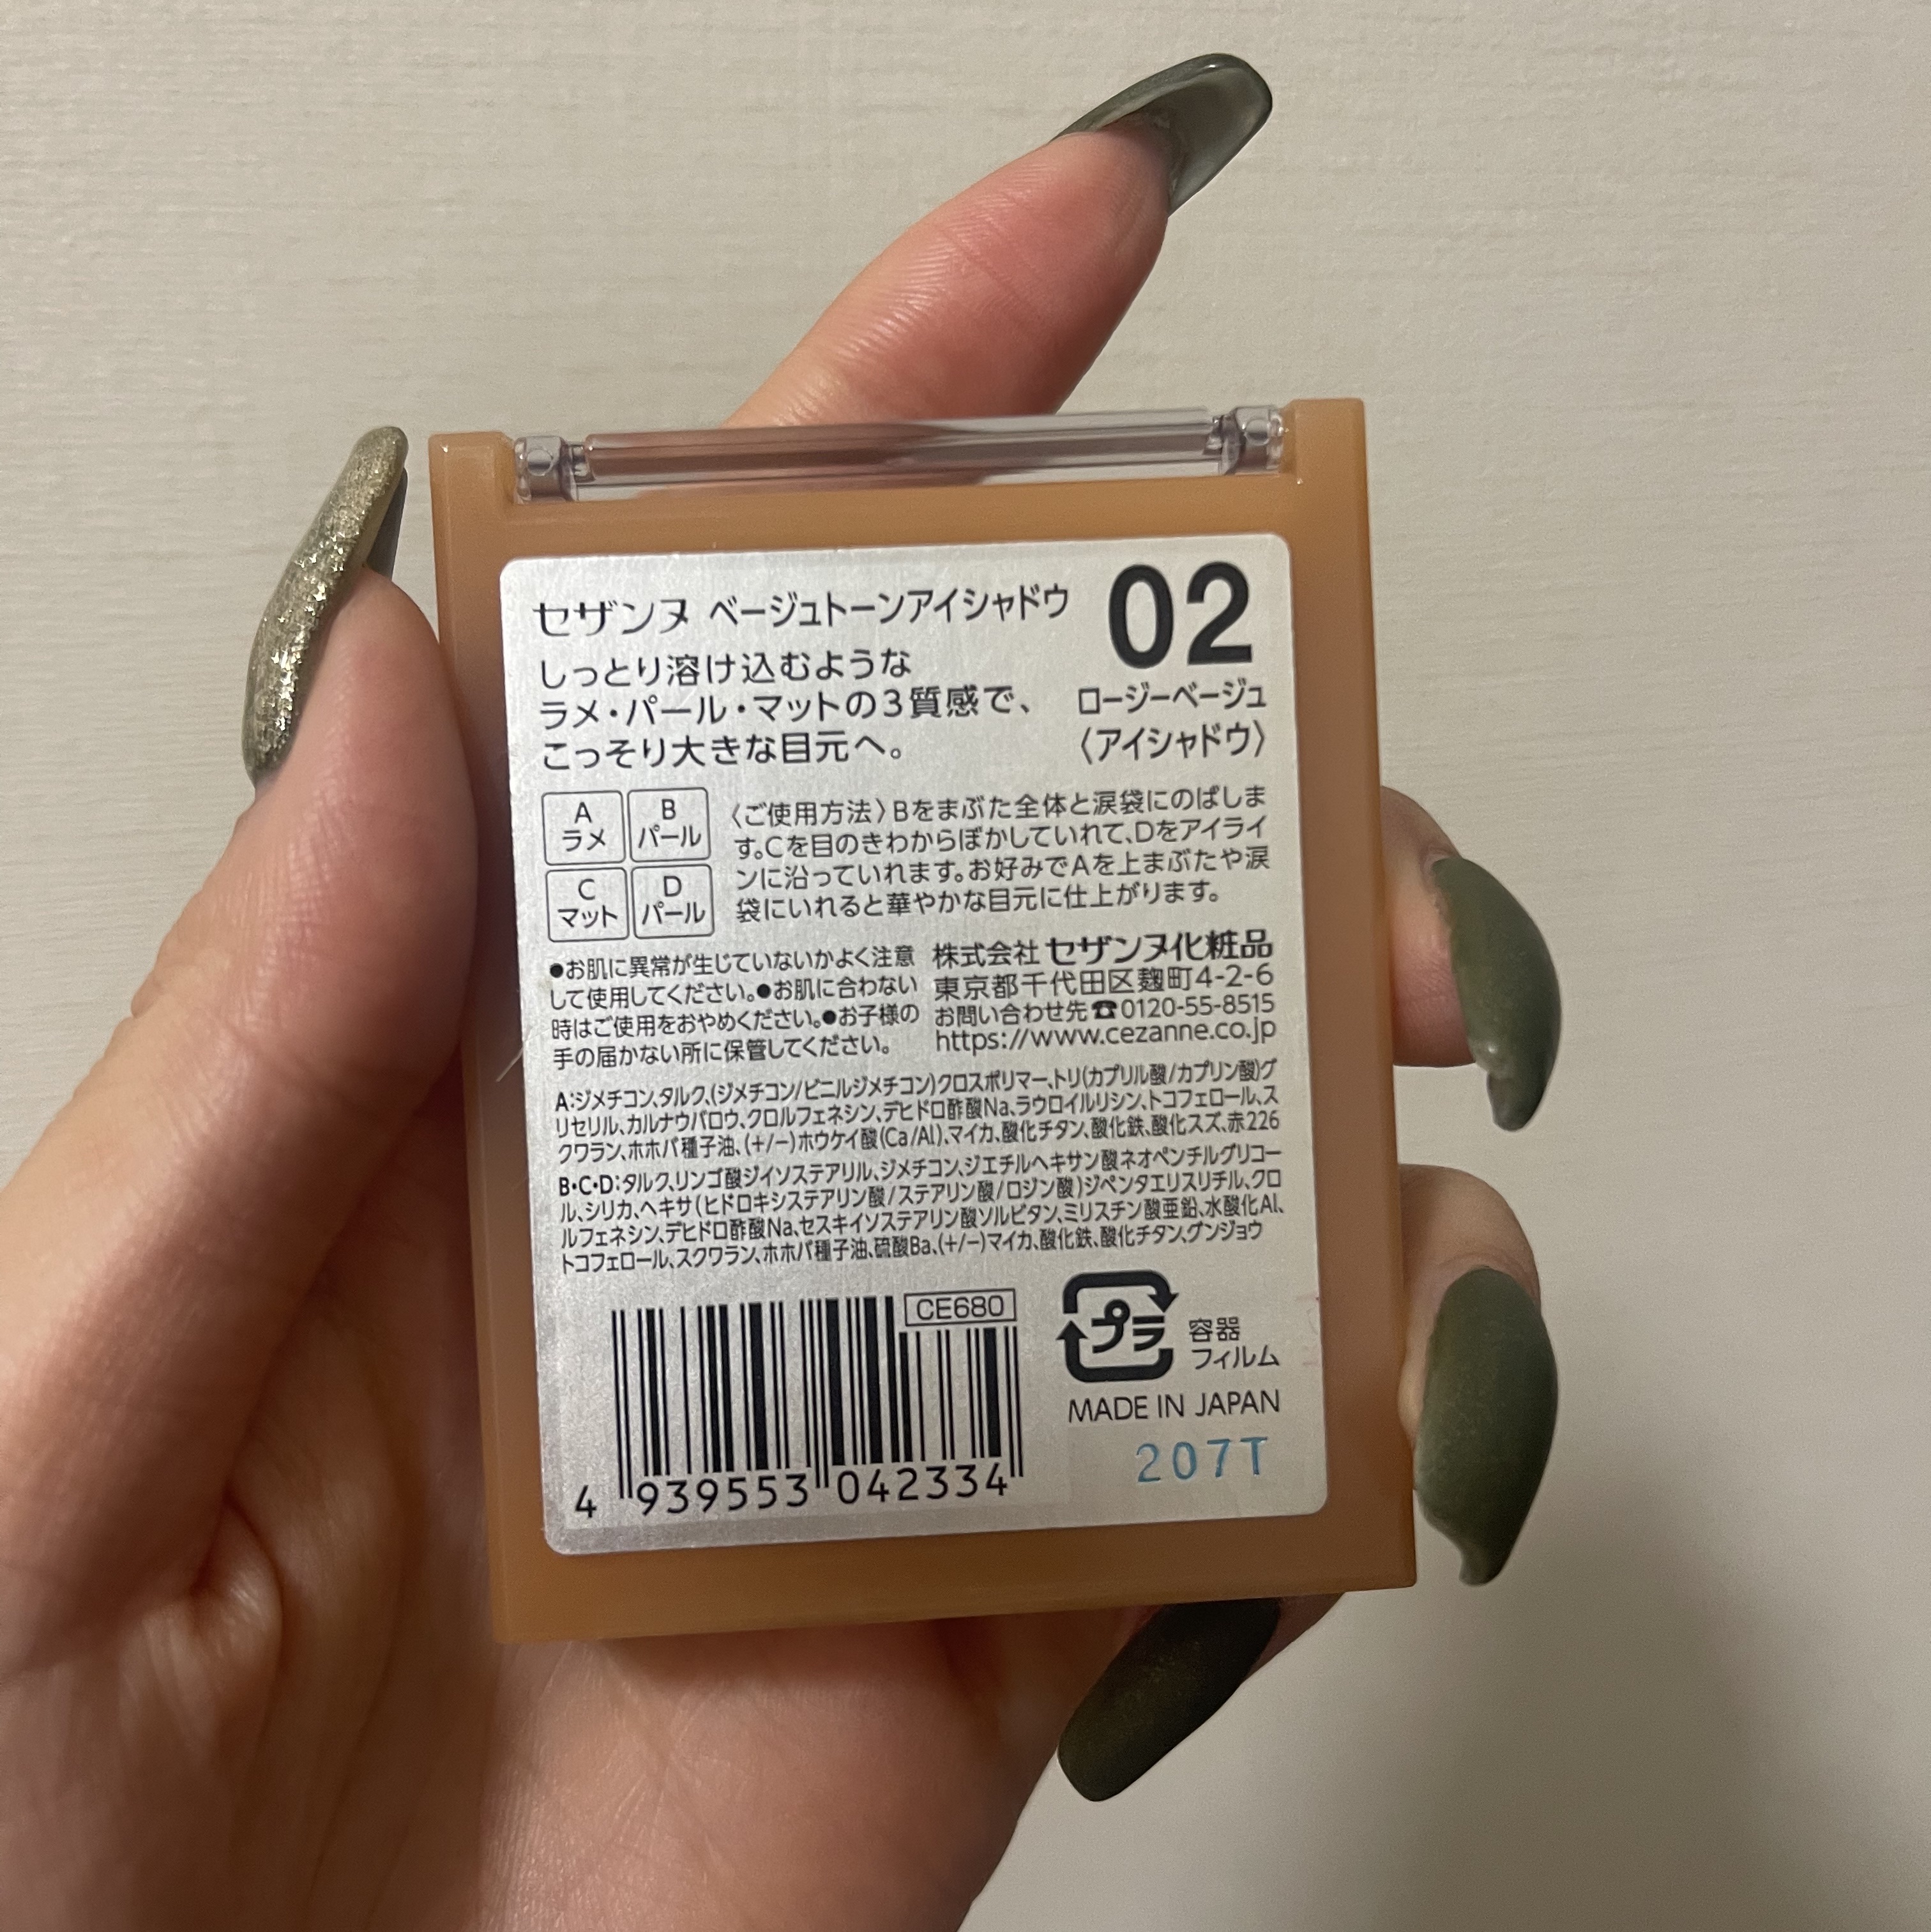 セザンヌ ベージュトーンアイシャドウ
02
しっとり溶け込むような
ラメ・パール・マットの3質感で、
こっそり大きな目元へ。
ロージーベージュ
〈アイシャドウ〉
A
ラメ
B
パール
C
マット
D
パール
〈ご使用方法〉Bをまぶた全体と涙袋にのばしま
す。Cを目のきわからぼかしていれて、Dをアイライ
ンに沿っていれます。お好みでAを上まぶたや涙
袋にいれると華やかな目元に仕上がります。
●お肌に異常が生じていないかよく注意
して使用してください。●お肌に合わない
時はご使用をおやめください。●お子様の
手の届かない所に保管してください。
株式会社 セザンヌ化粧品
東京都千代田区麹町4-2-6
お問い合わせ先☎0120-55-8515
https://www.cezanne.co.jp
A:ジメチコン、タルク、(ジメチコン/ビニルジメチコン)クロスポリマー、トリ(カプリル酸/カプリン酸)グ
リセリル、カルナウバロウ、クロルフェネシン、デヒドロ酢酸Na、ラウロイルリシン、トコフェロール、ス
クワラン、ホホバ種子油、(+/-)ホウケイ酸(Ca/Al)、マイカ、酸化チタン、酸化鉄、酸化スズ、赤226
B・C・D:タルク、リンゴ酸ジイソステアリル、ジメチコン、ジエチルヘキサン酸ネオペンチルグリコー
ル、シリカ、ヘキサ(ヒドロキシステアリン酸/ステアリン酸/ロジン酸)ジペンタエリスリチル、クロ
ルフェネシン、デヒドロ酢酸Na、セスキイソステアリン酸ソルビタン、ミリスチン酸亜鉛、水酸化Al、
トコフェロール、スクワラン、ホホバ種子油、硫酸Ba、(+/-)マイカ、酸化鉄、酸化チタン、グンジョウ
CE680
4 939553 042334
プラ
容器
フィルム
MADE IN JAPAN
207T